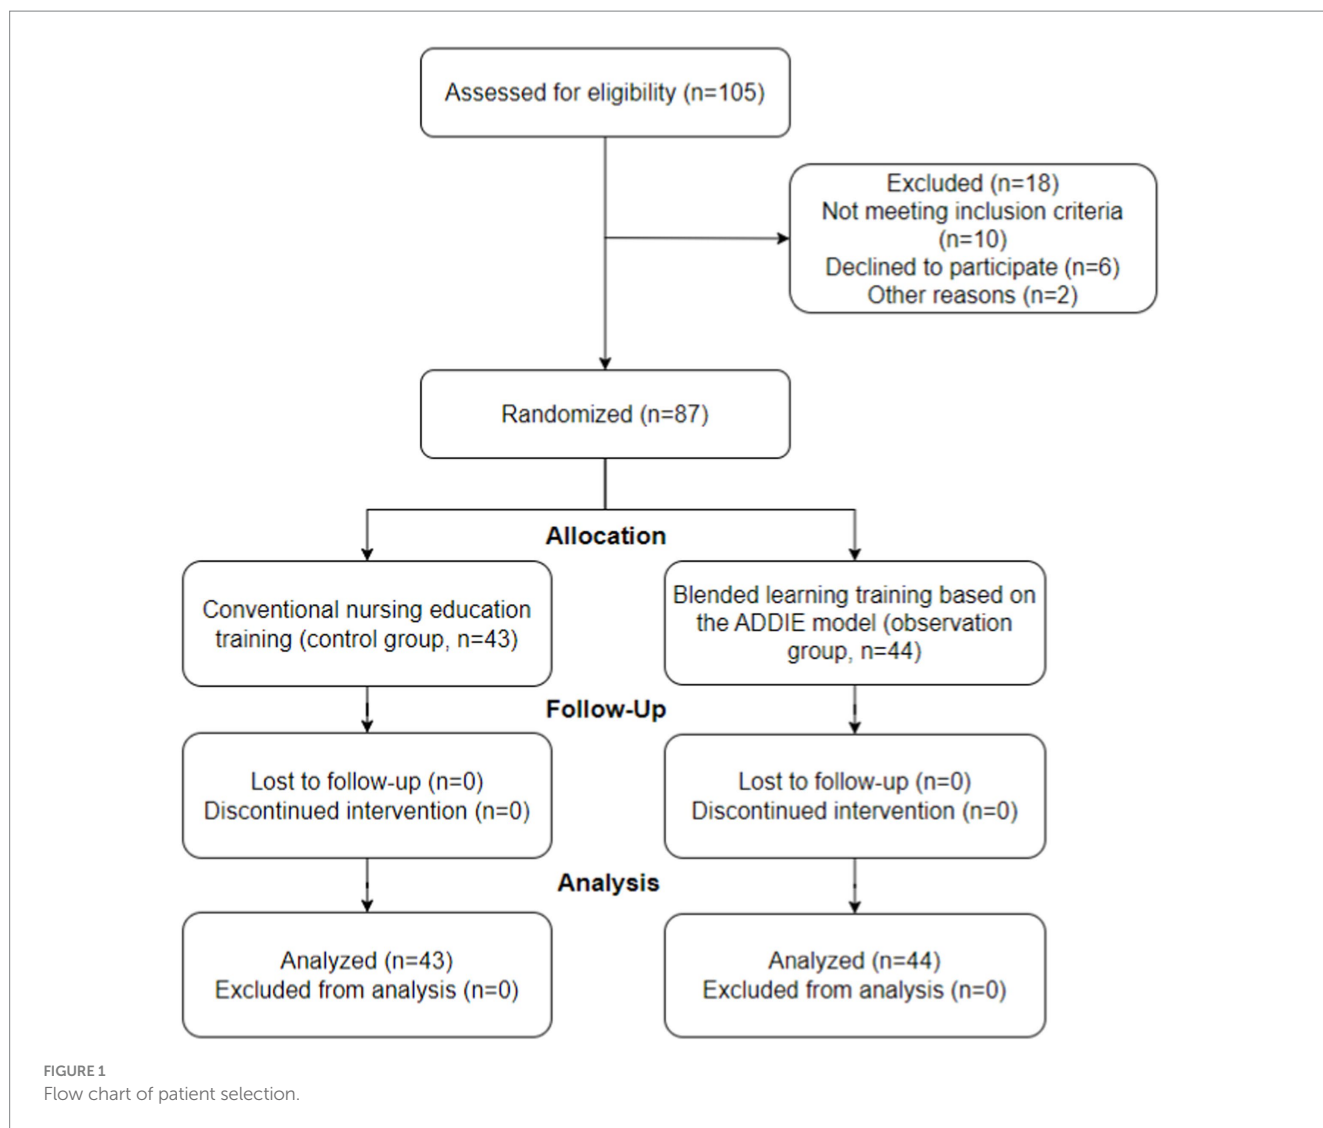 Assessed for eligibility (n=105)
Excluded (n=18)
Not meeting inclusion criteria
(n=10)
Declined to participate (n=6)
Other reasons (n=2)
Randomized (n=87)
Allocation
Conventional nursing education
training (control group, n=43)
Blended learning training based on
the ADDIE model (observation
group, n=44)
Follow-Up
Lost to follow-up (n=0)
Discontinued intervention (n=0)
Lost to follow-up (n=0)
Discontinued intervention (n=0)
Analysis
Analyzed (n=43)
Excluded from analysis (n=0)
Analyzed (n=44)
Excluded from analysis (n=0)
FIGURE 1
Flow chart of patient selection.